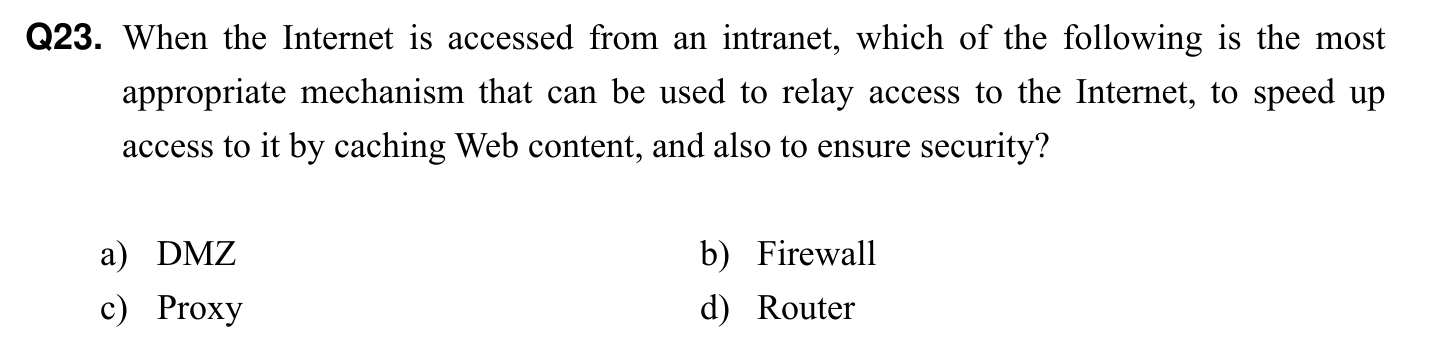 Q23. When the Internet is accessed from an intranet, which of the following is the most
appropriate mechanism that can be used to relay access to the Internet, to speed up
access to it by caching Web content, and also to ensure security?
a) DMZ b) Firewall
c) Proxy d) Router